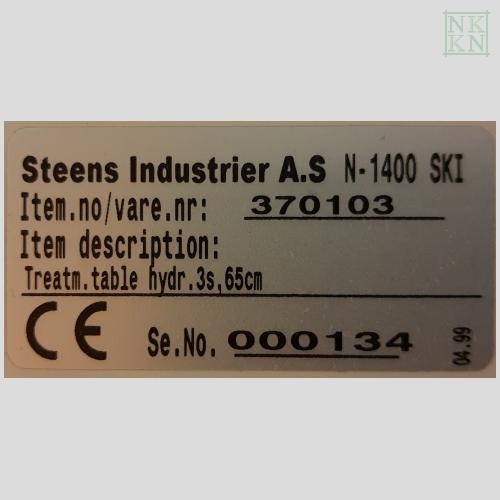 NK
KN
Steens Industrier A.S N-1400 SKI
Item.no/vare.nr: 370103
Item description:
Treatm.table hydr.3s,65cm
CE Se.No. 000134
04.99